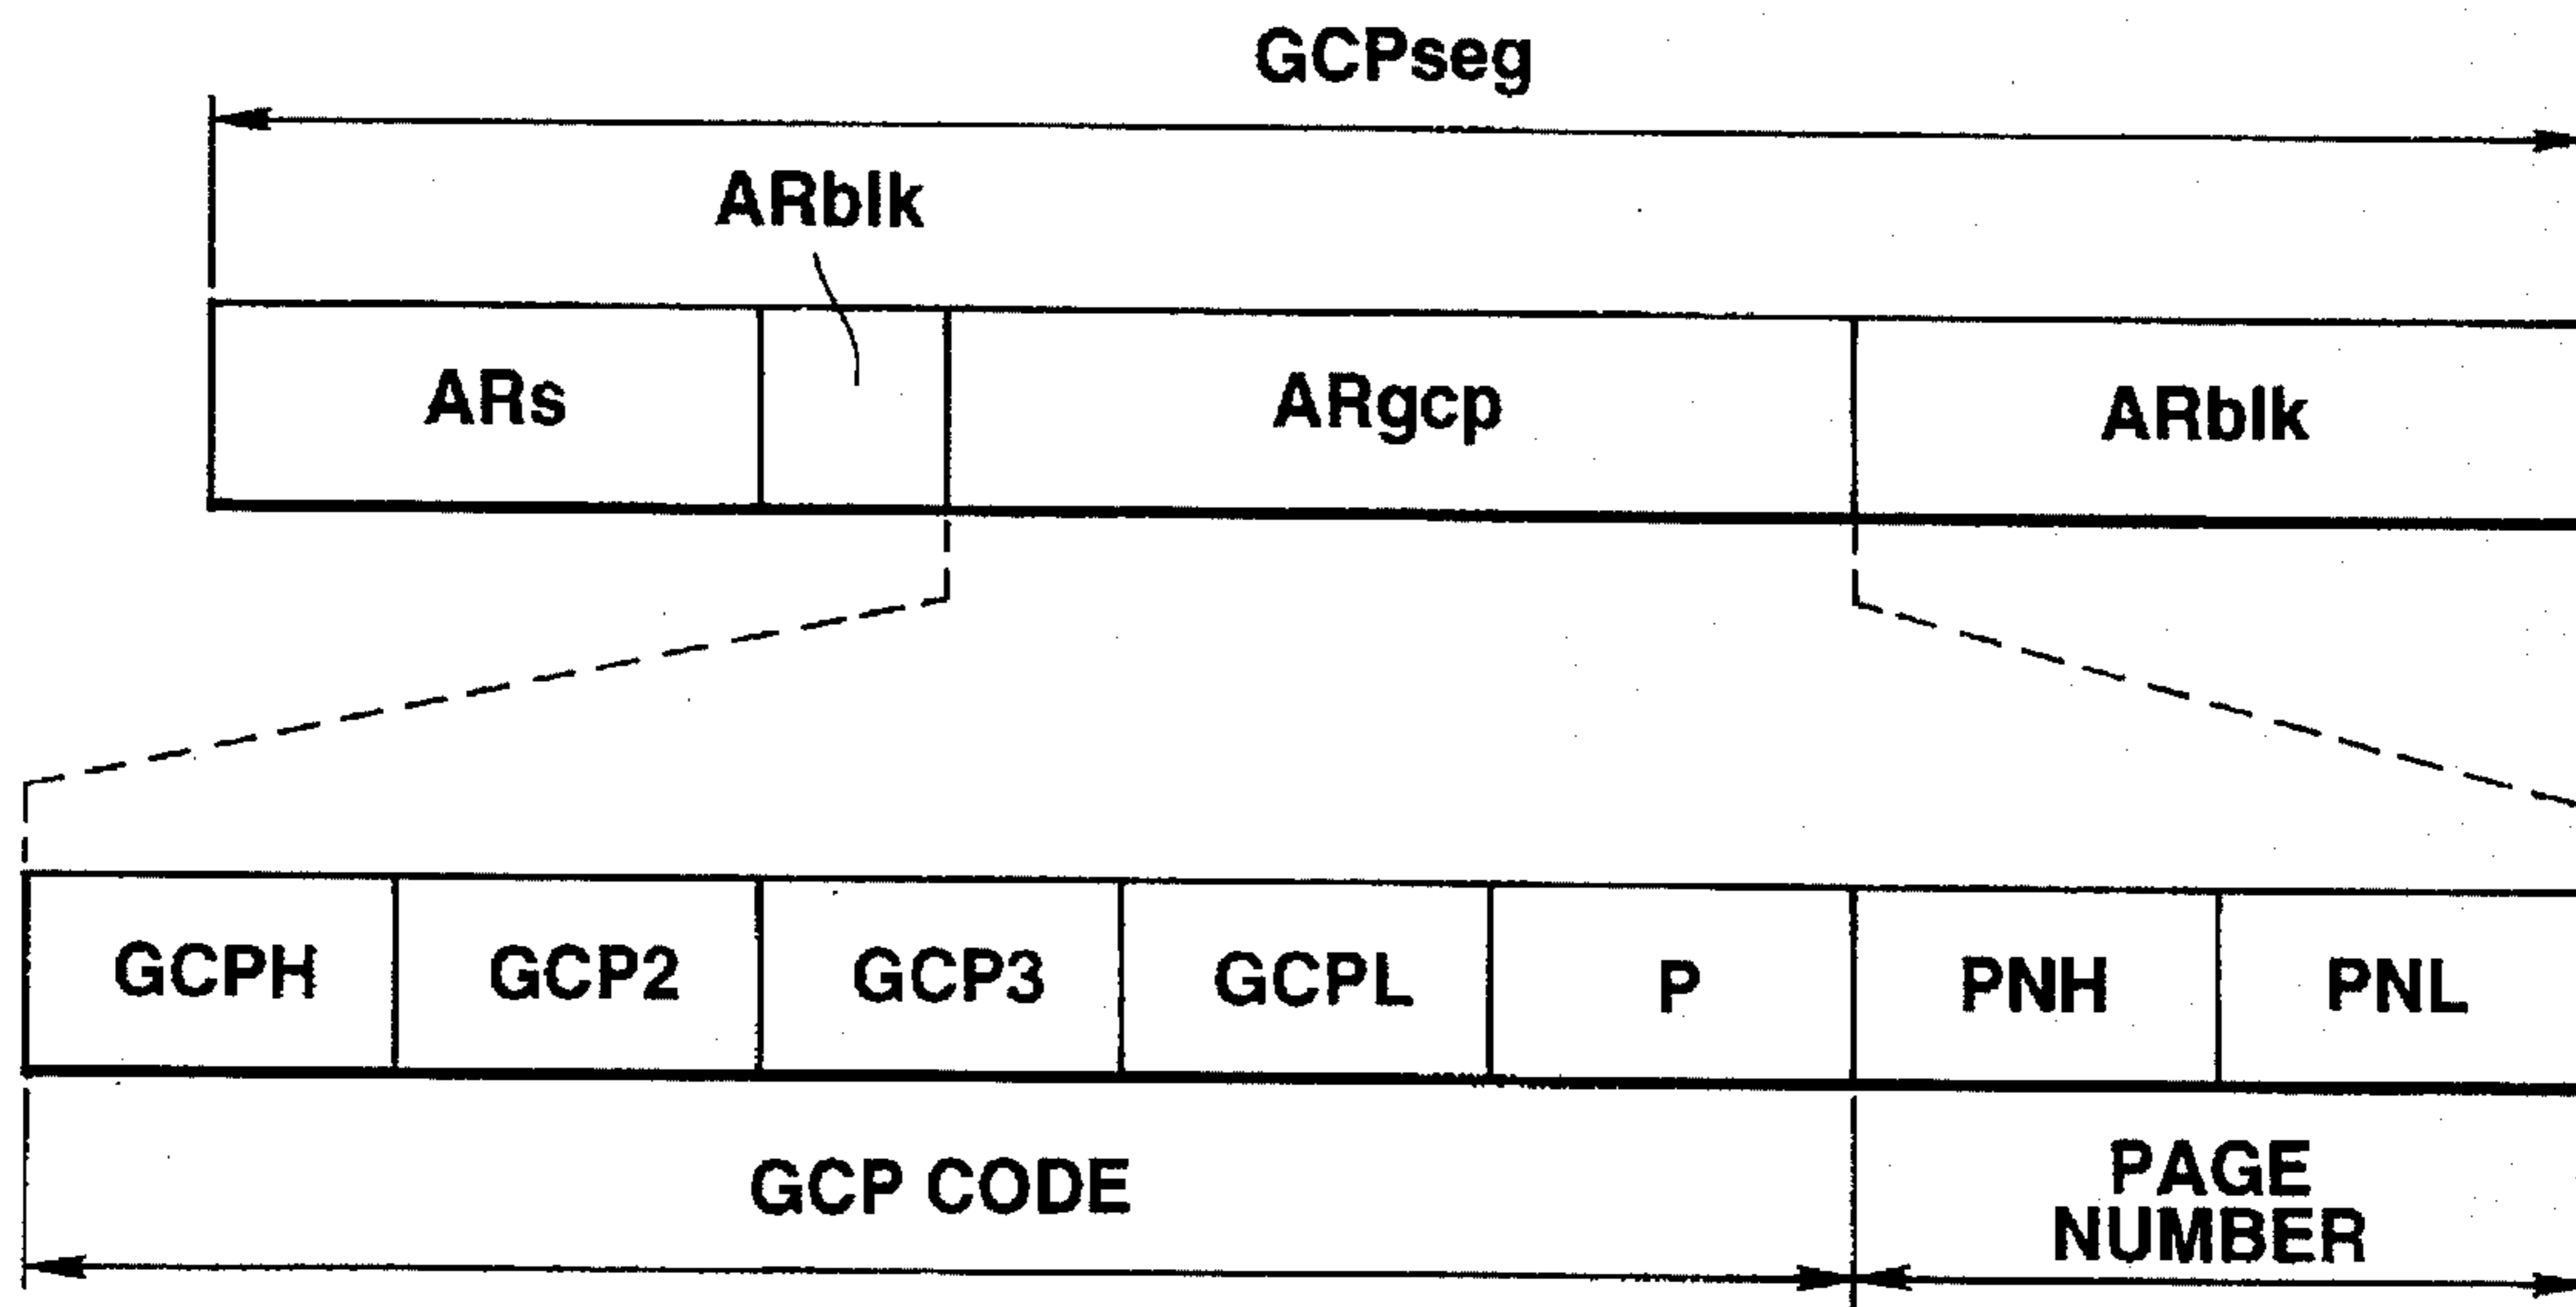 GCPseg
ARblk
ARs
ARgcp
ARblk
GCPH
GCP2
GCP3
GCPL
P
PNH
PNL
GCP CODE
PAGE
NUMBER